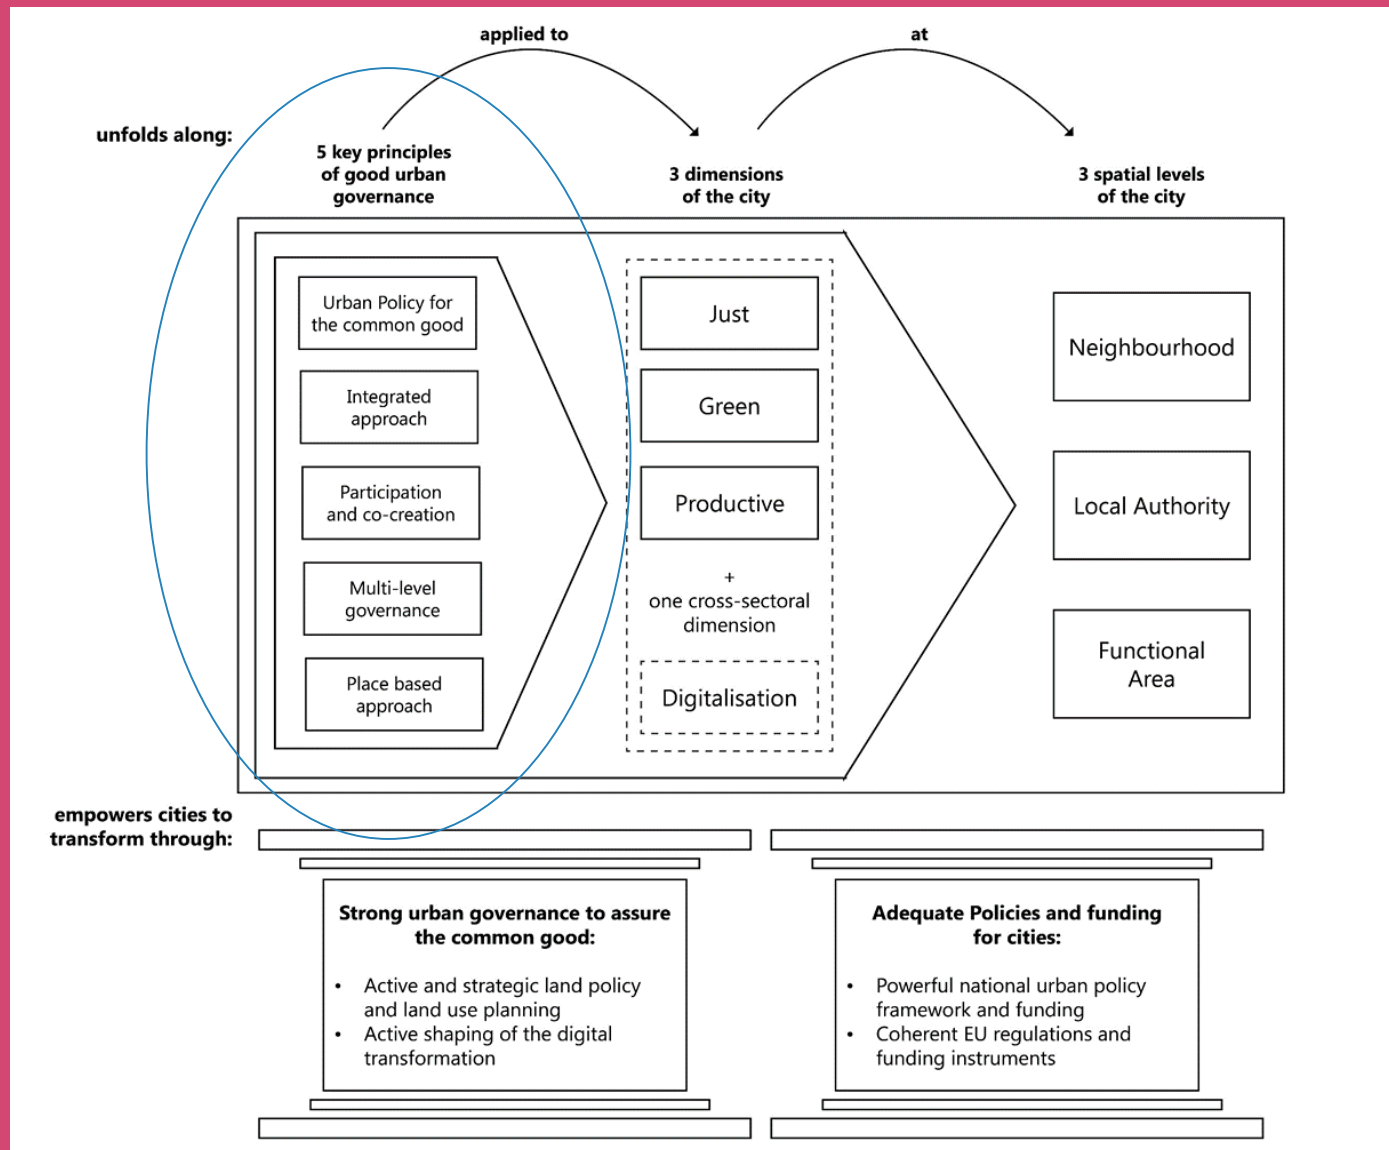 applied to
at
unfolds along:
5 key principles
of good urban
governance
3 dimensions
of the city
3 spatial levels
of the city
Urban Policy for
the common good
Integrated
approach
Participation
and co-creation
Multi-level
governance
Place based
approach
Just
Green
Productive
+
one cross-sectoral
dimension
Digitalisation
Neighbourhood
Local Authority
Functional
Area
empowers cities to
transform through:
Strong urban governance to assure
the common good:
• Active and strategic land policy
and land use planning
• Active shaping of the digital
transformation
Adequate Policies and funding
for cities:
• Powerful national urban policy
framework and funding
• Coherent EU regulations and
funding instruments